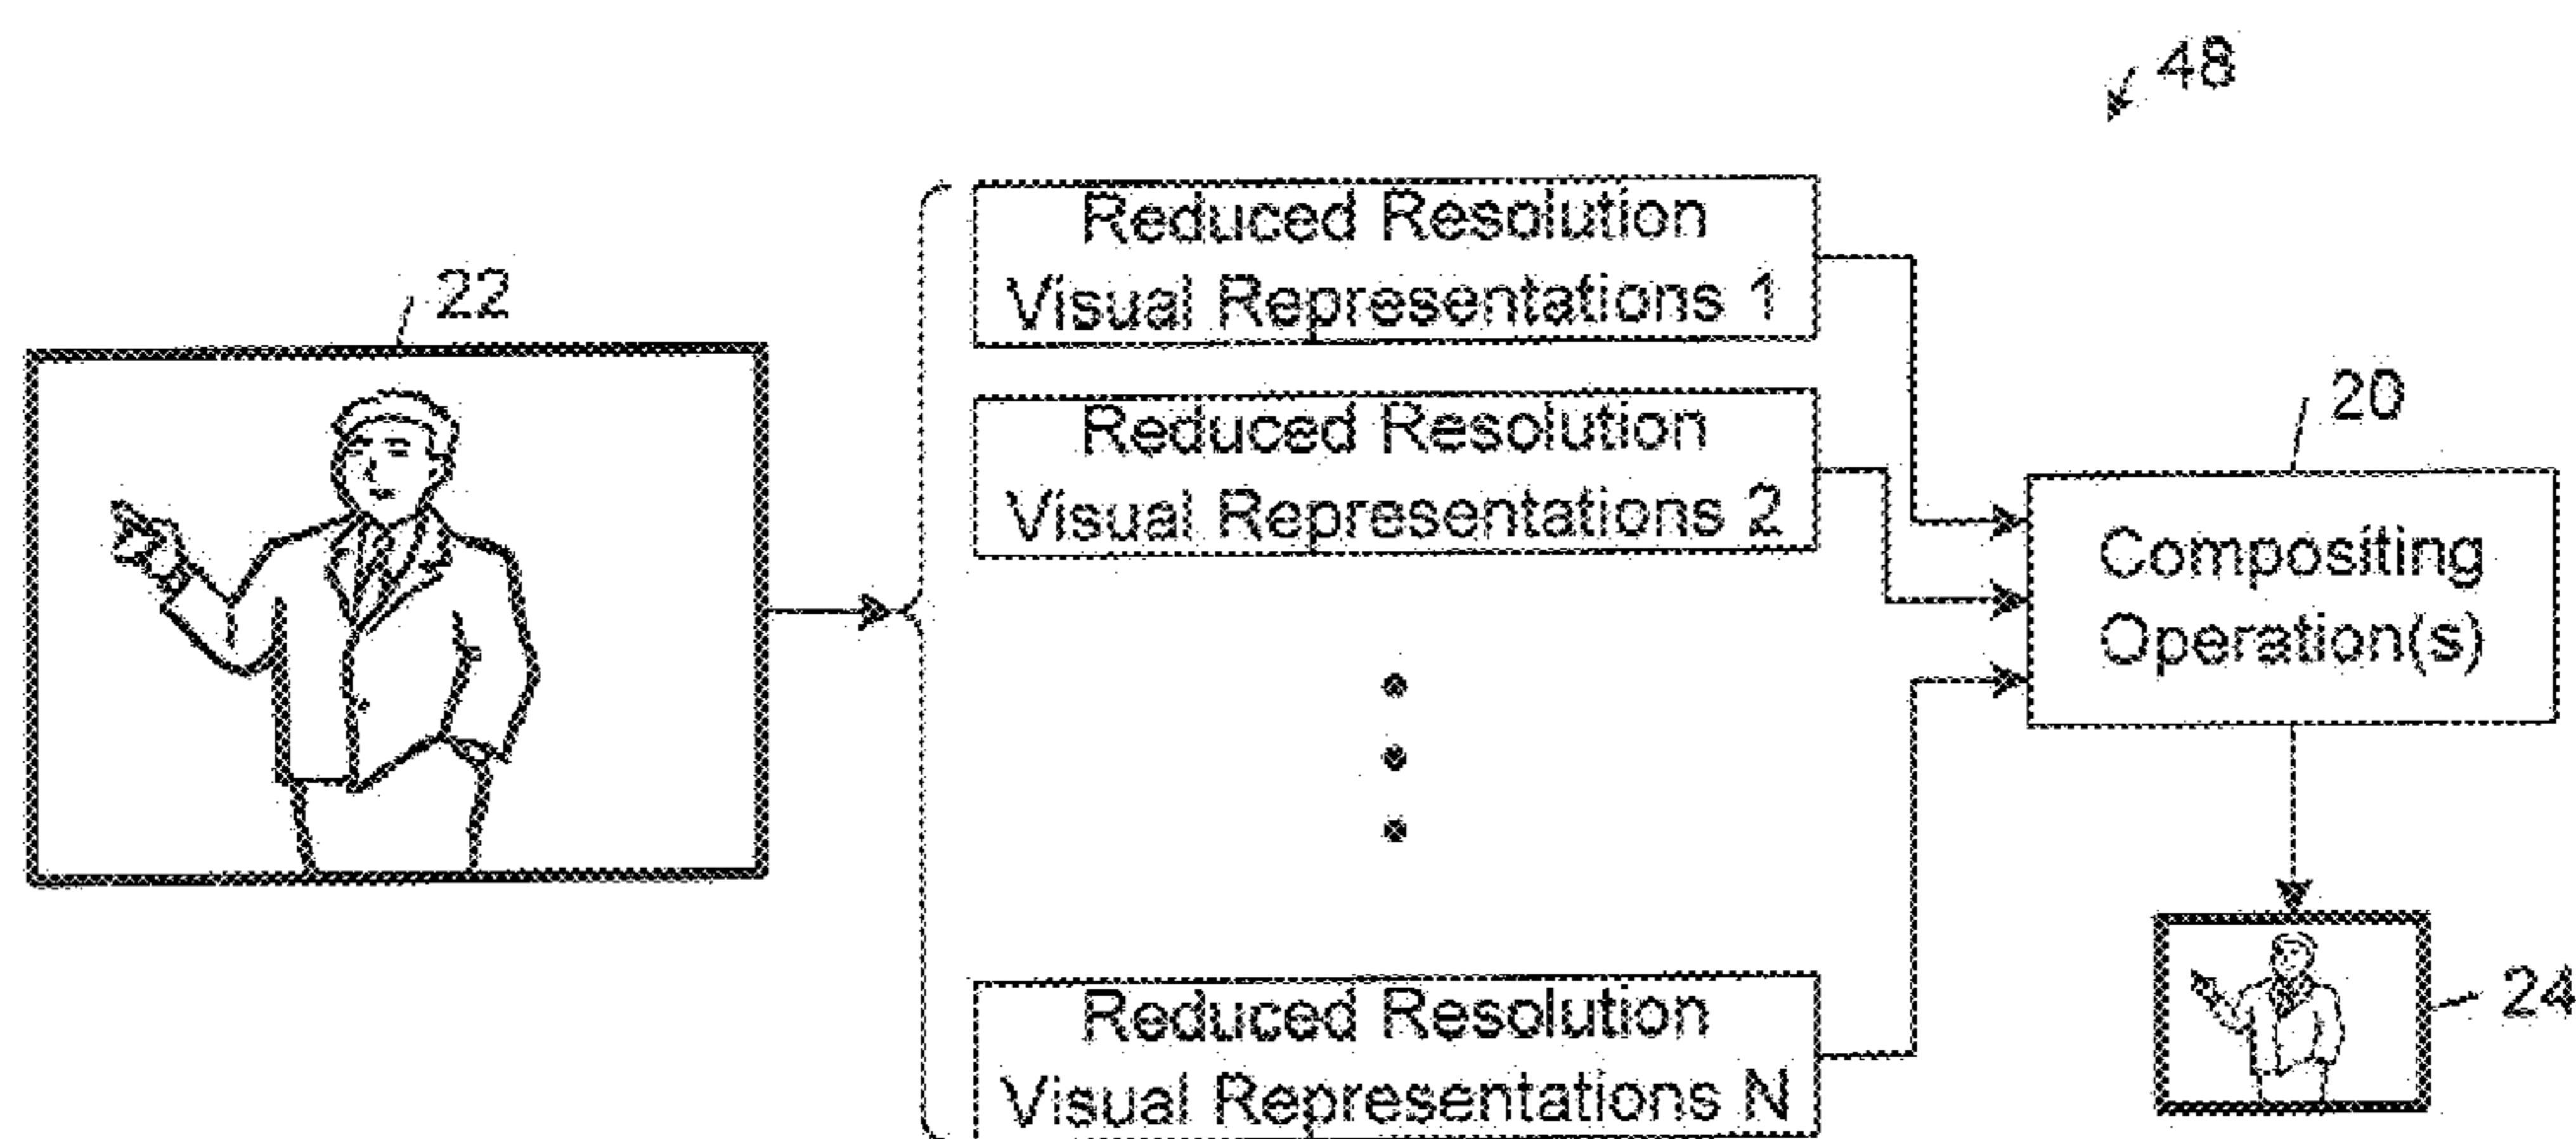 48
22
Reduced Resolution
Visual Representations 1
Reduced Resolution
Visual Representations 2
20
Compositing
Operation(s)
Reduced Resolution
Visual Representations N
24